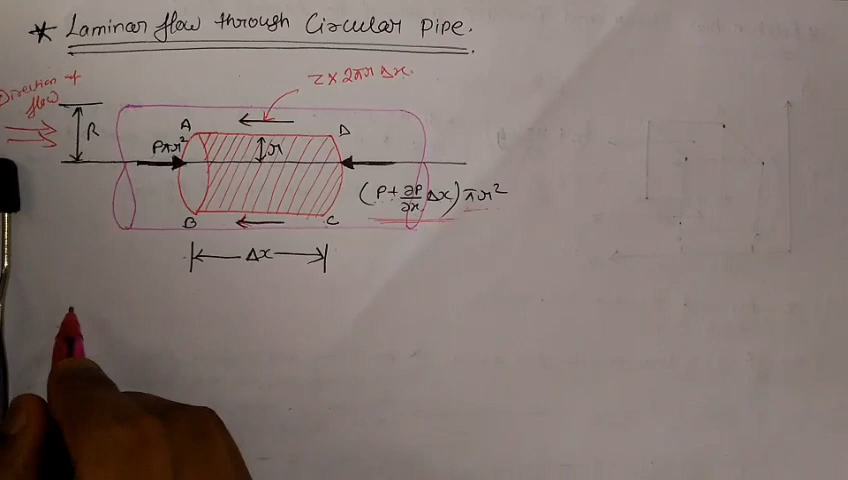 * Laminar flow through Circular pipe.
τ × 2πr Δx.
Direction of
flow
R
A
D
Pπr²
r
(P + ∂P/∂x Δx) πr²
B
C
Δx